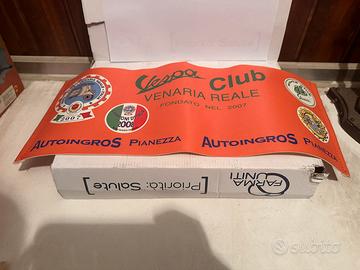 Vespa Club
VENARIA REALE
FONDATO NEL 2007
2007
AUTOINGROS PIANEZZA
AUTOINGROS PIANEZZA
[Priorità: Salute]
FARMA
UNITI
subito